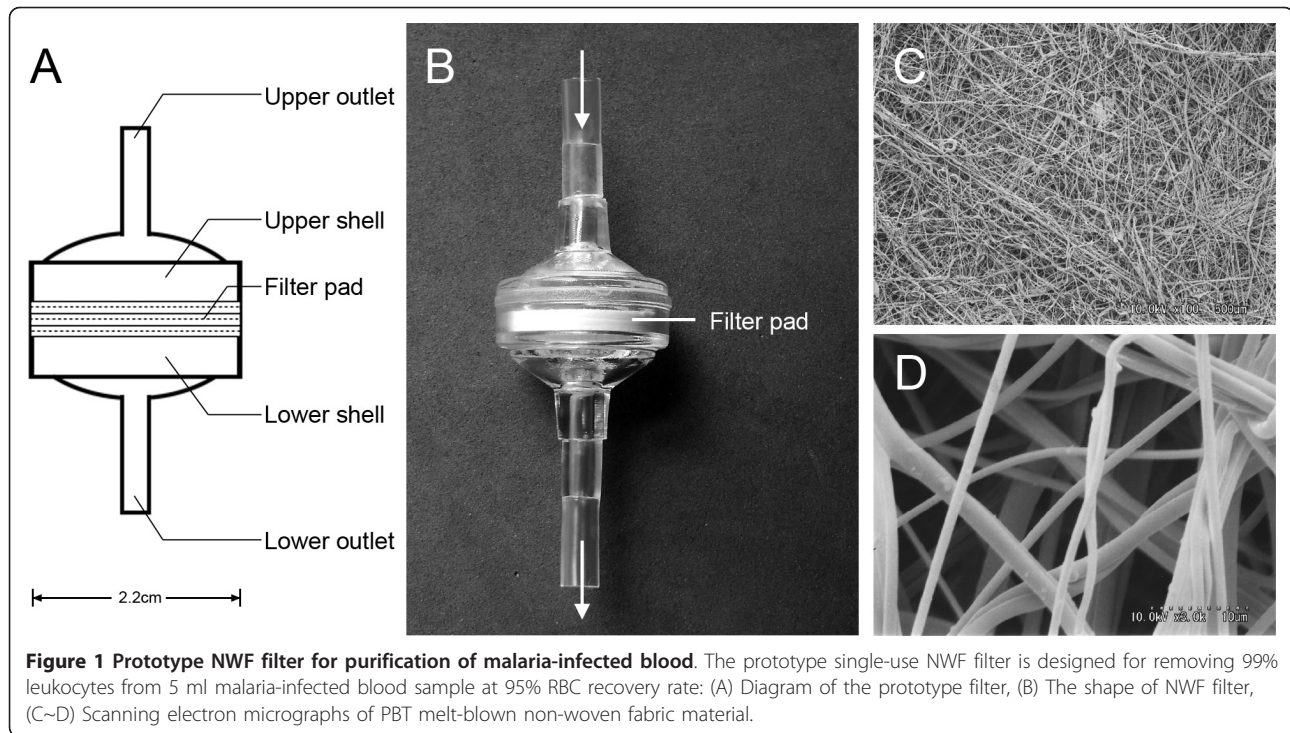 A
Upper outlet
Upper shell
Filter pad
Lower shell
Lower outlet
2.2cm
B
Filter pad
C
10.0kV x100 500um
D
10.0kV x3.0k 10um
Figure 1 Prototype NWF filter for purification of malaria-infected blood. The prototype single-use NWF filter is designed for removing 99%
leukocytes from 5 ml malaria-infected blood sample at 95% RBC recovery rate: (A) Diagram of the prototype filter, (B) The shape of NWF filter,
(C~D) Scanning electron micrographs of PBT melt-blown non-woven fabric material.